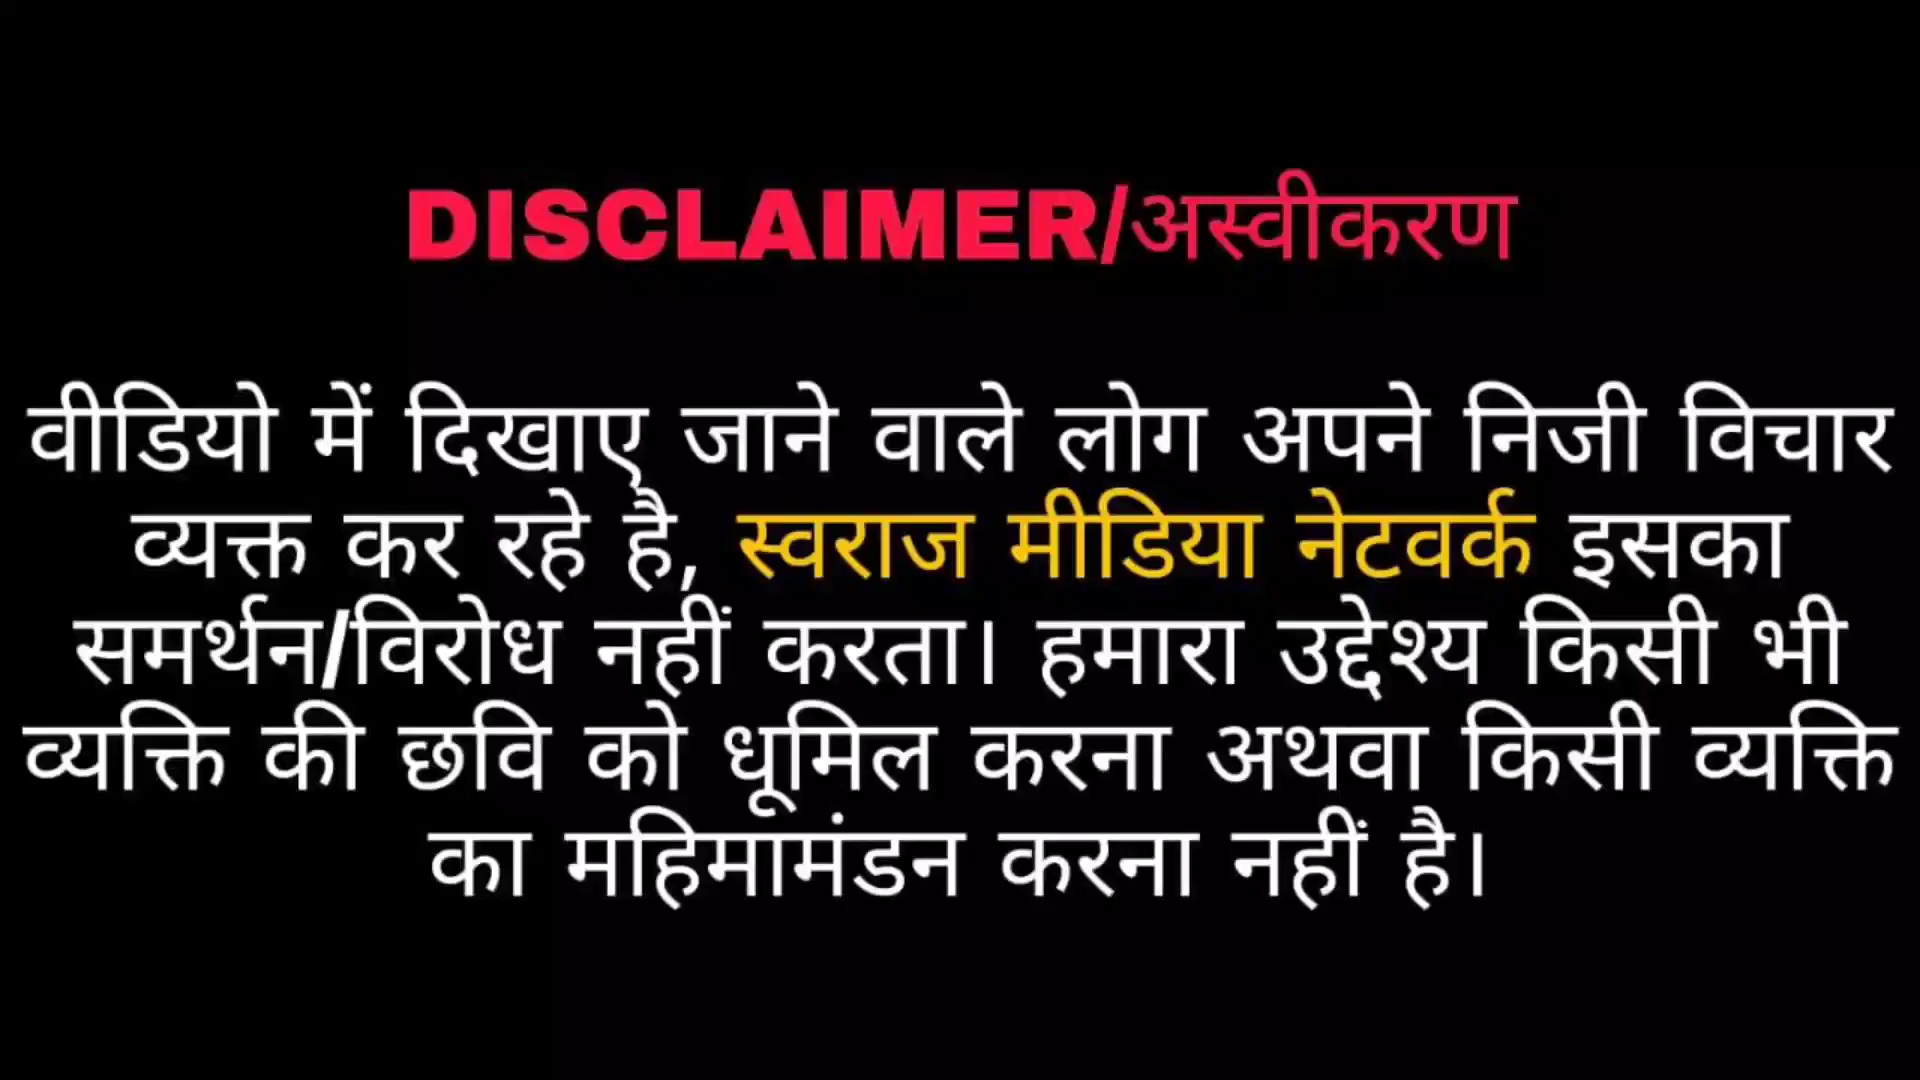 DISCLAIMER/अस्वीकरण
वीडियो में दिखाए जाने वाले लोग अपने निजी विचार
व्यक्त कर रहे है, स्वराज मीडिया नेटवर्क इसका
समर्थन/विरोध नहीं करता। हमारा उद्देश्य किसी भी
व्यक्ति की छवि को धूमिल करना अथवा किसी व्यक्ति
का महिमामंडन करना नहीं है।